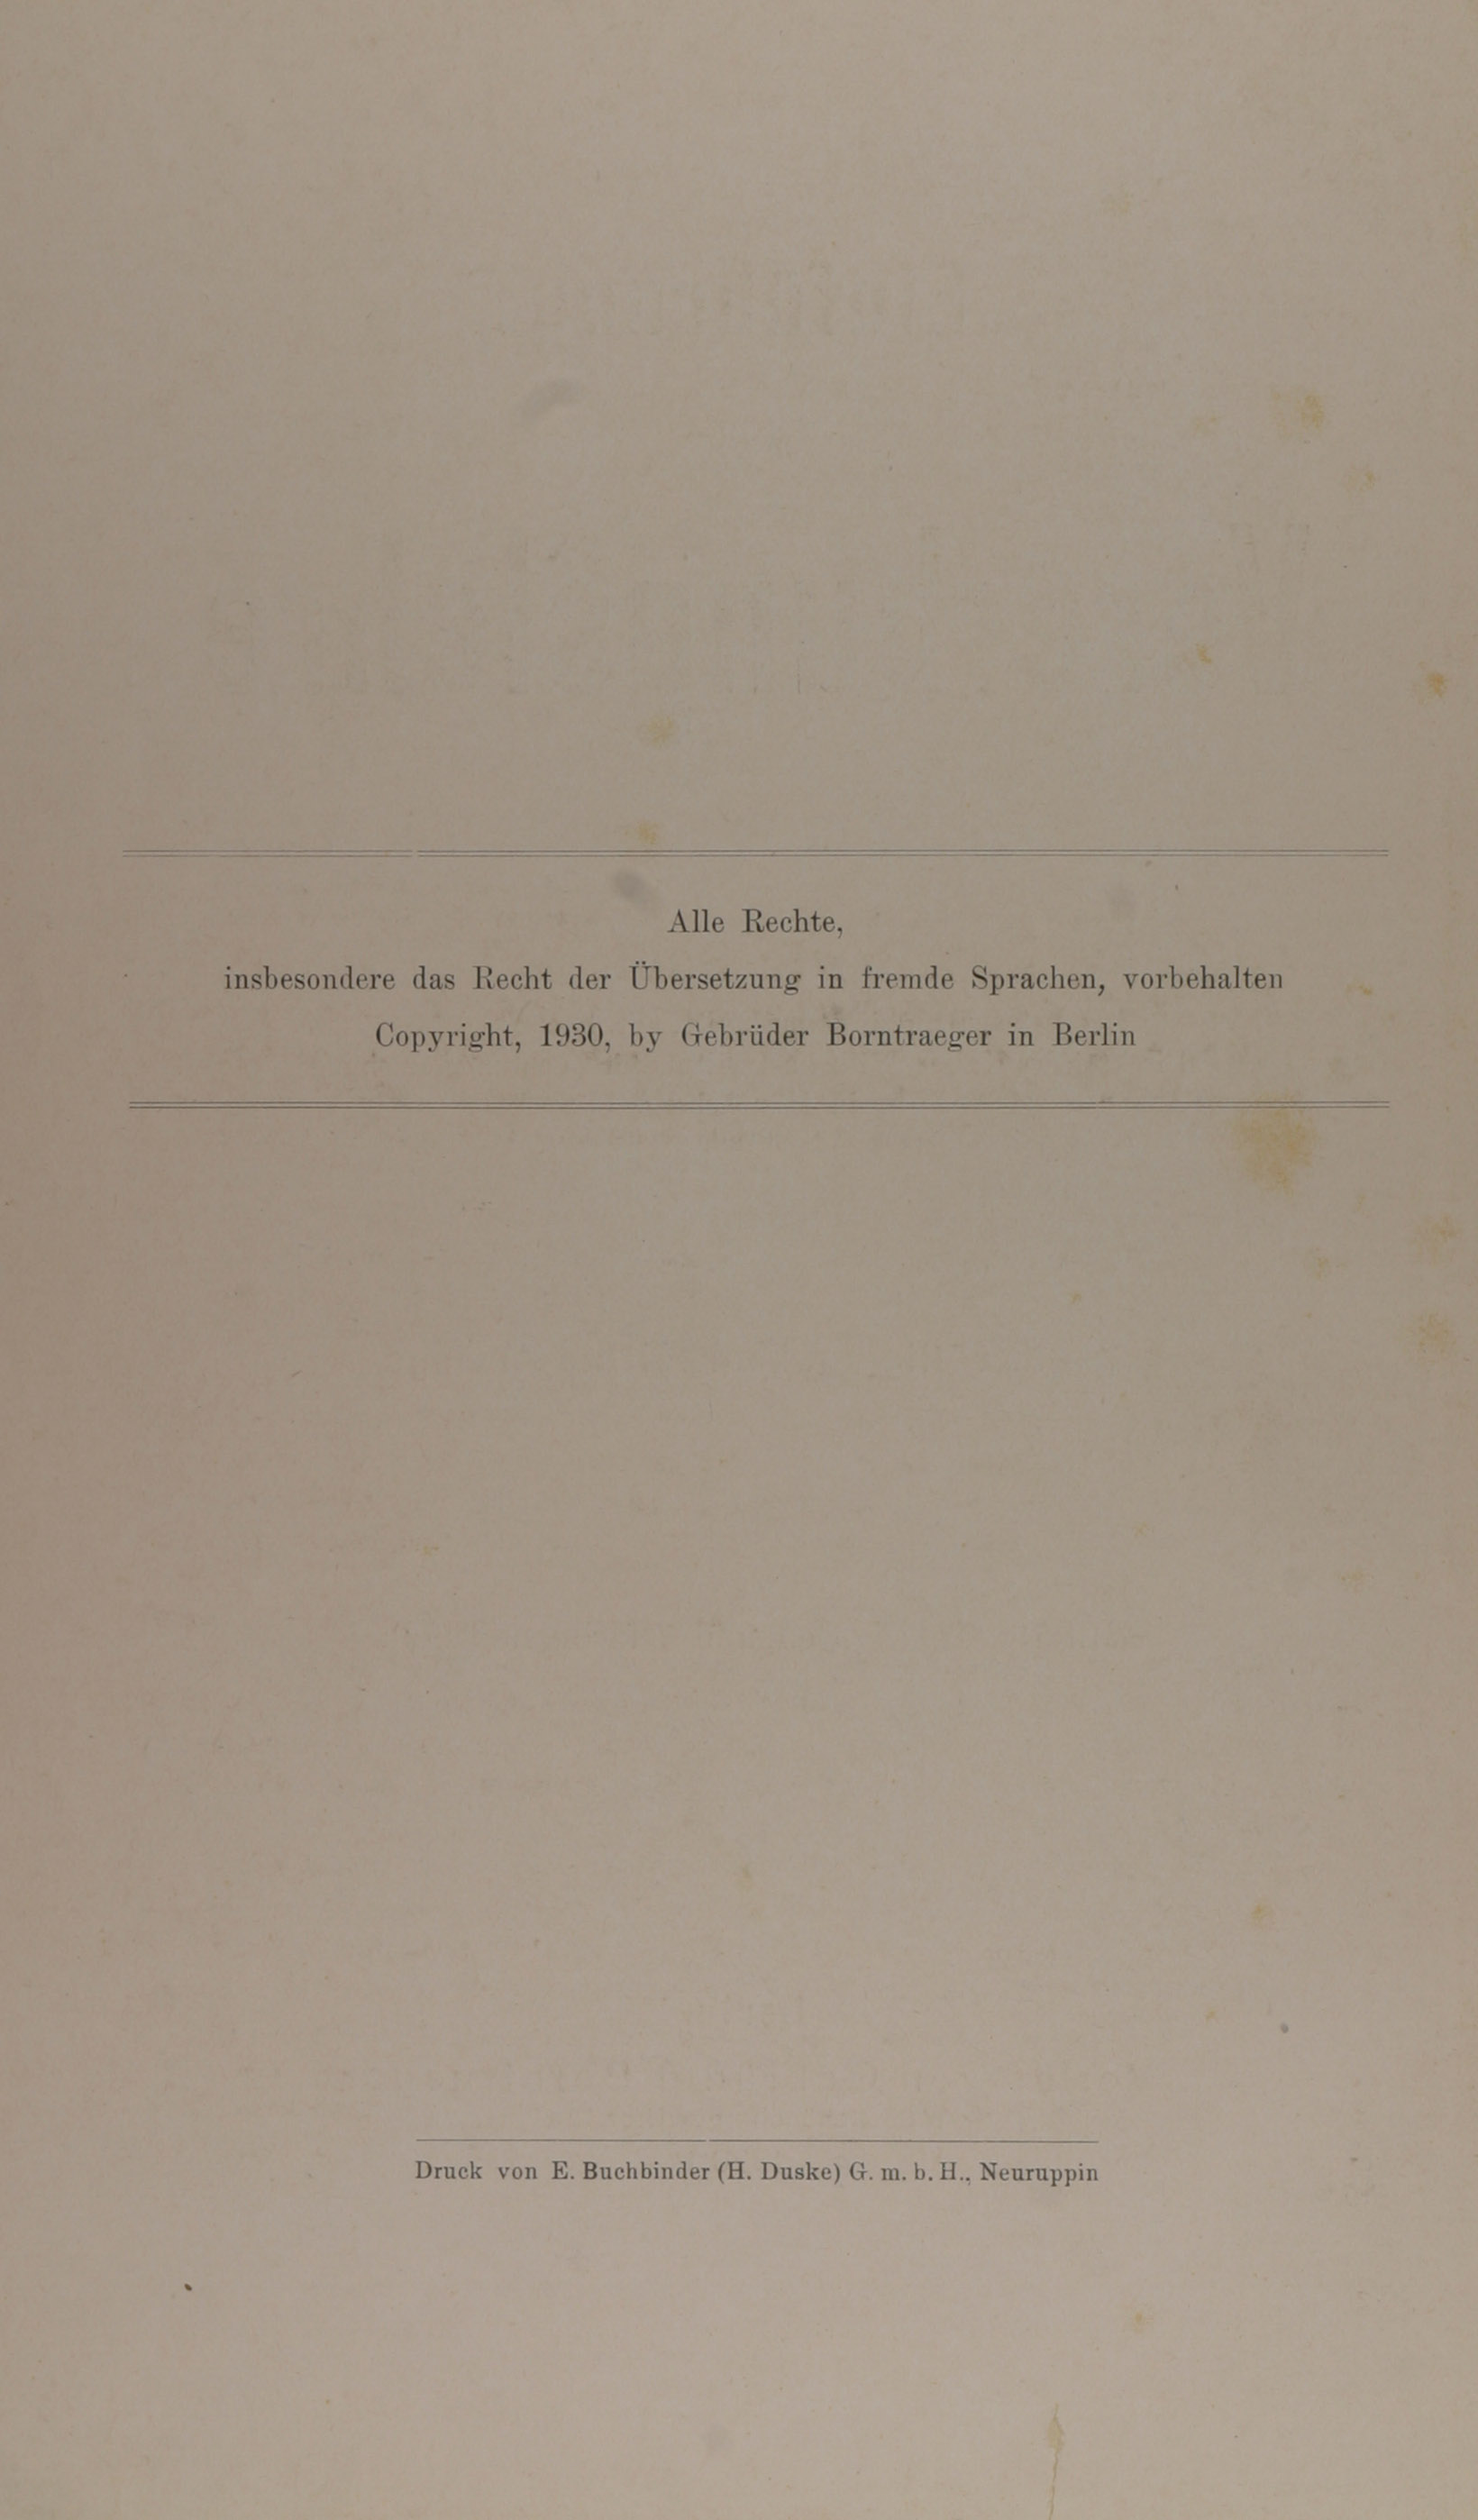 Alle Rechte,
insbesondere das Recht der Übersetzung in fremde Sprachen, vorbehalten
Copyright, 1930, by Gebrüder Borntraeger in Berlin
Druck von E. Buchbinder (H. Duske) G. m. b. H., Neuruppin